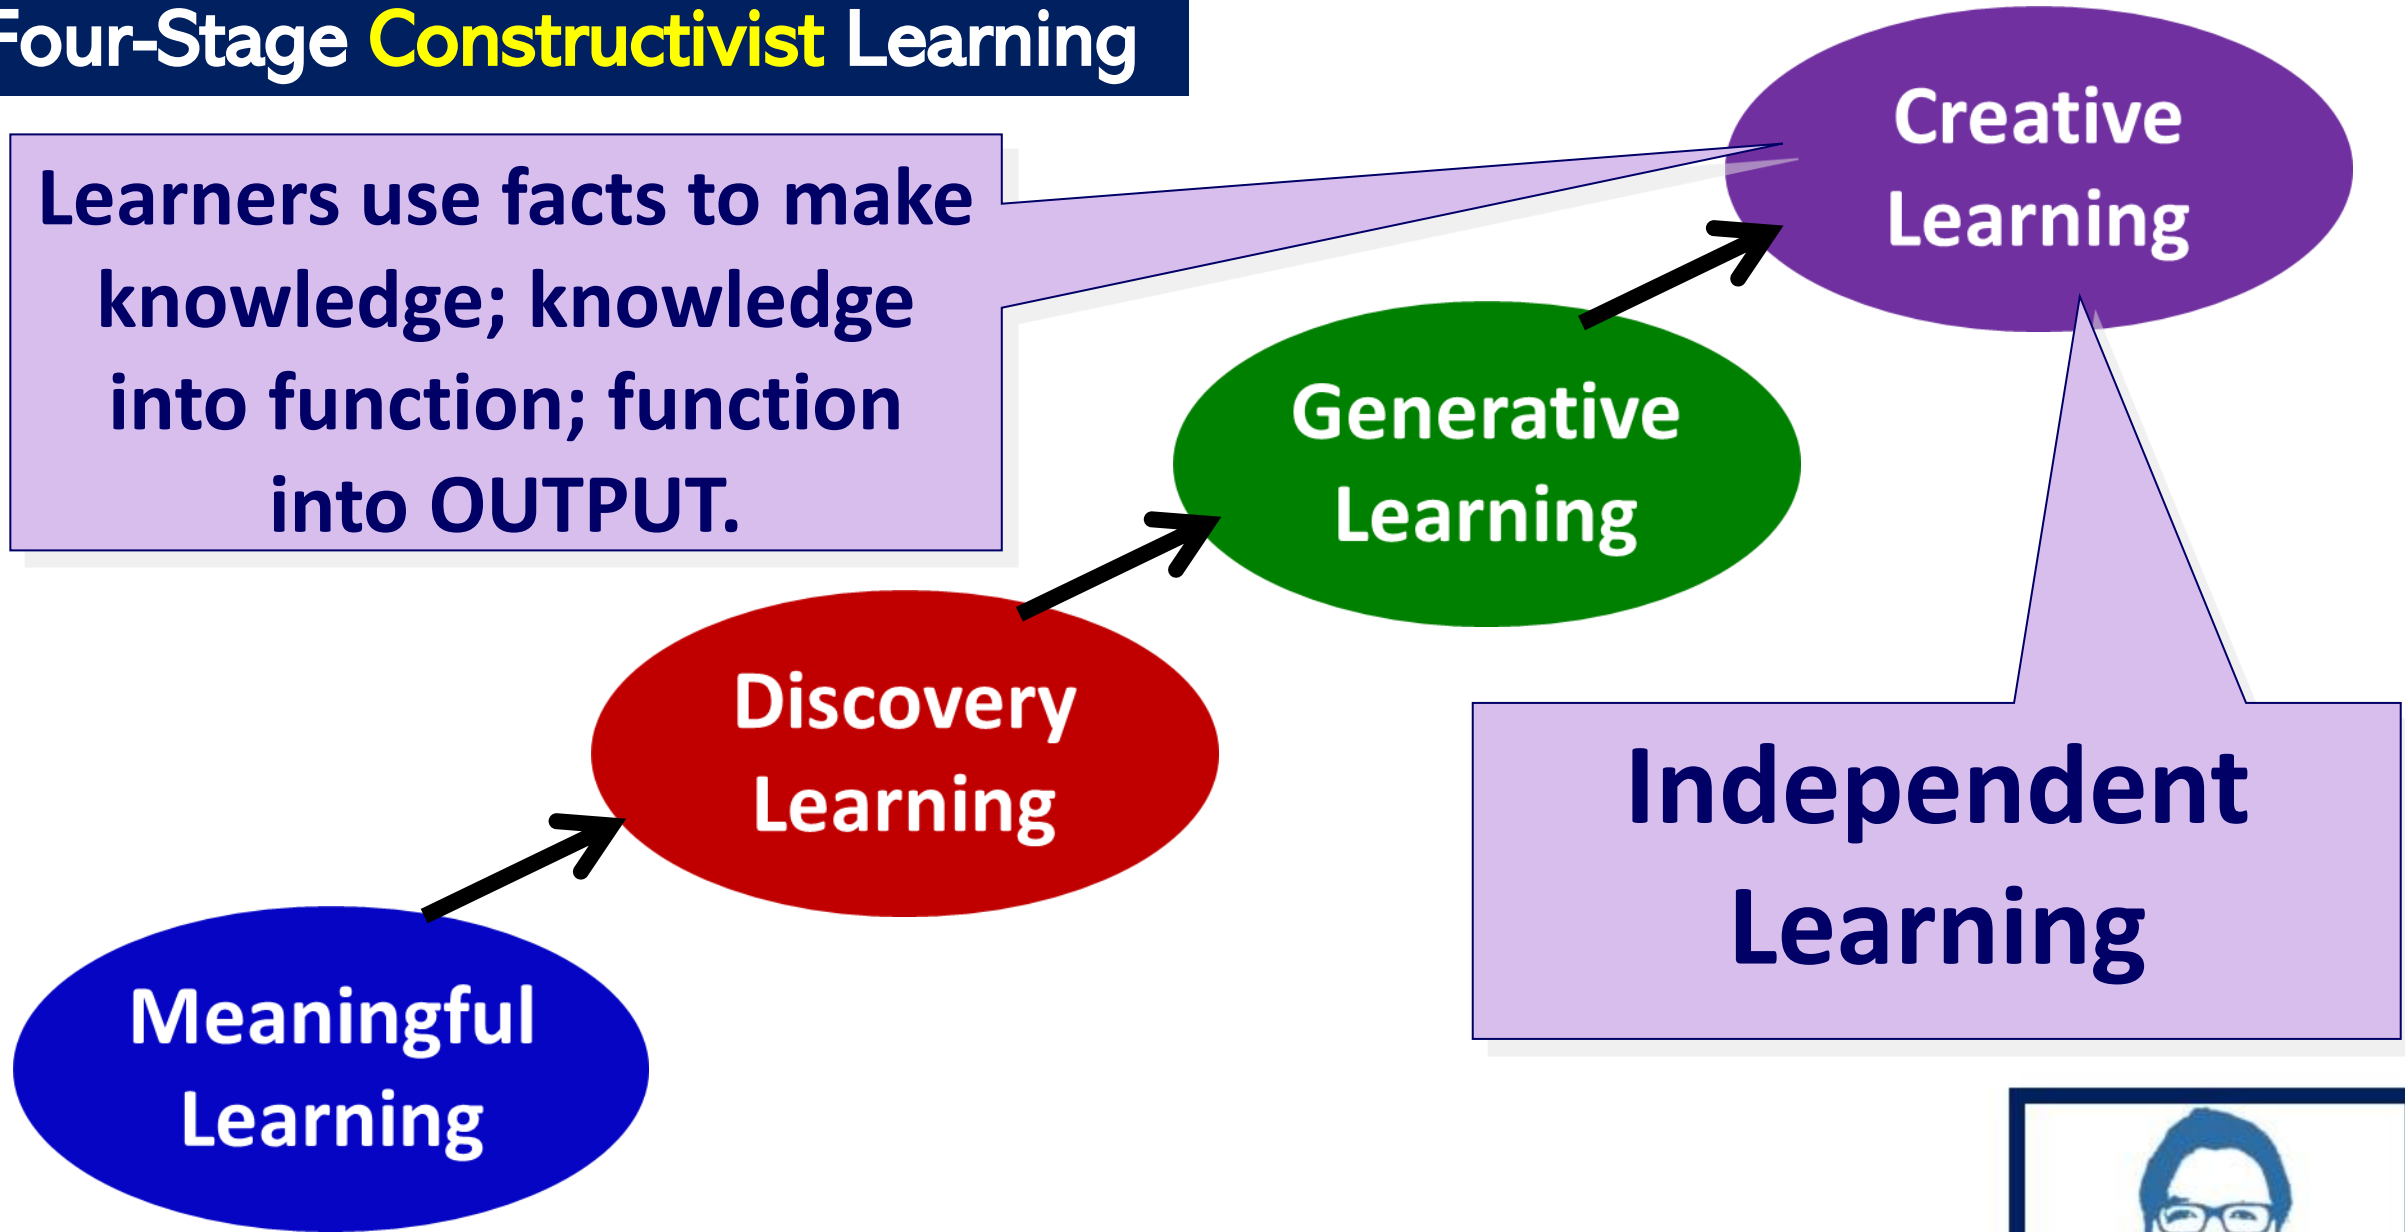 Four-Stage Constructivist Learning
Learners use facts to make
knowledge; knowledge
into function; function
into OUTPUT.
Creative
Learning
Generative
Learning
Discovery
Learning
Meaningful
Learning
Independent
Learning